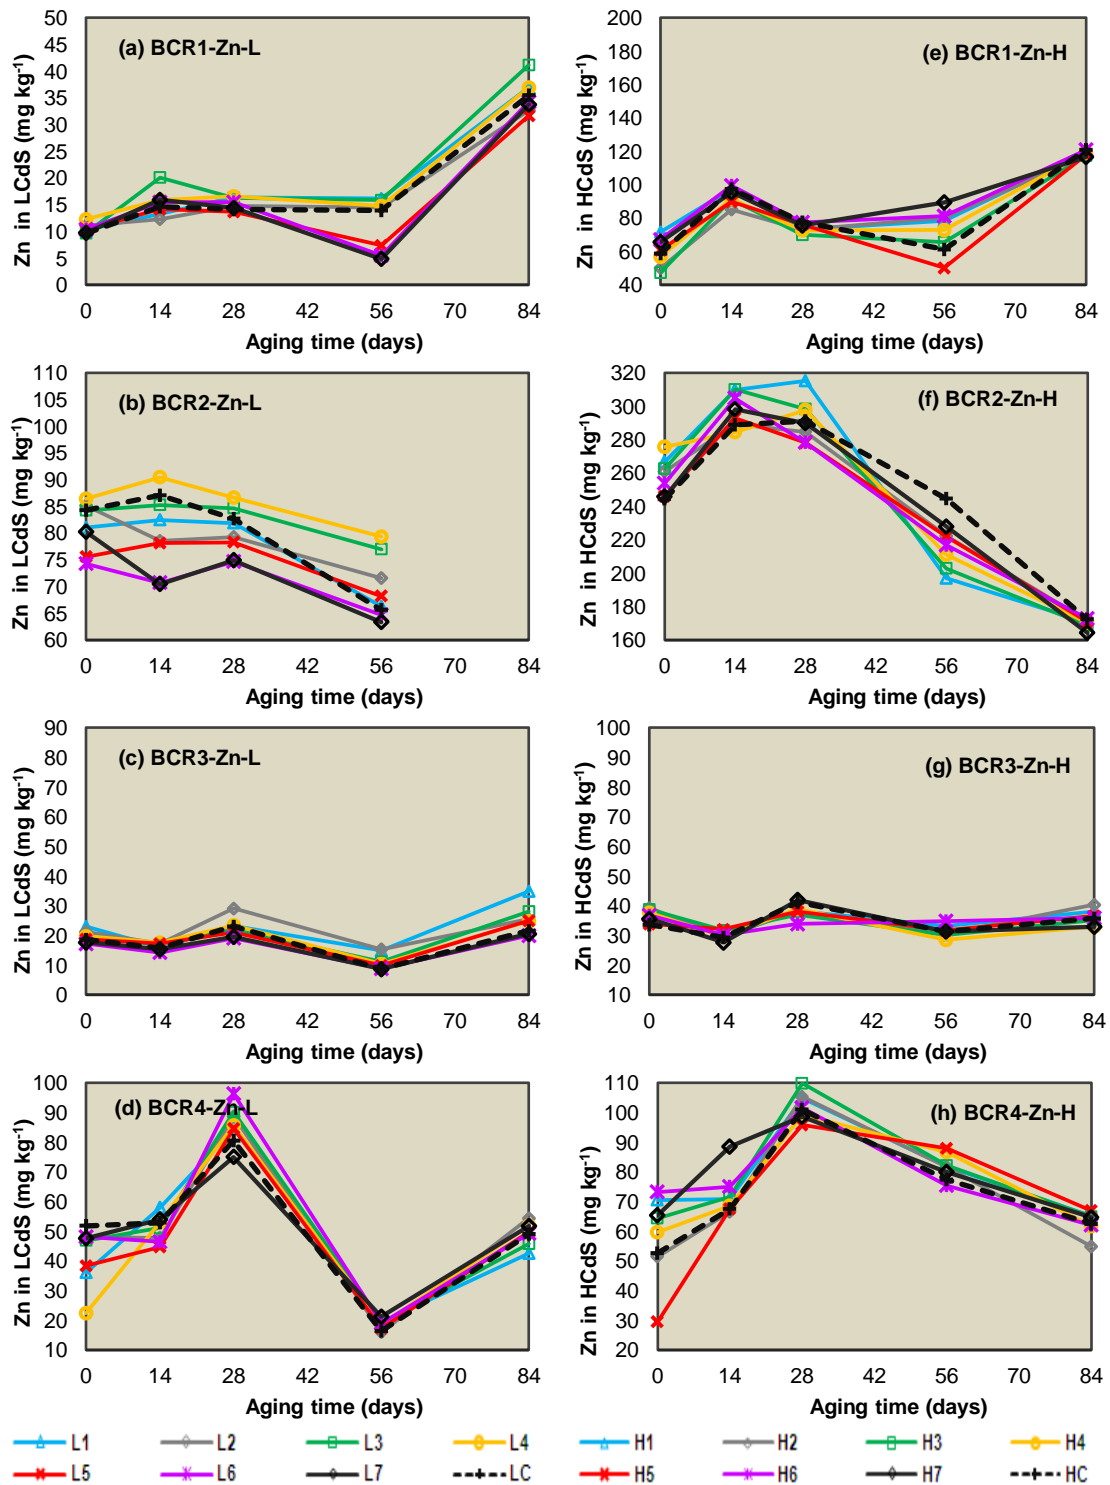 (a) BCR1-Zn-L
Zn in LCdS (mg kg-1)
50
45
40
35
30
25
20
15
10
5
0
0 14 28 42 56 70 84
Aging time (days)
(e) BCR1-Zn-H
Zn in HCdS (mg kg-1)
200
180
160
140
120
100
80
60
40
0 14 28 42 56 70 84
Aging time (days)
(b) BCR2-Zn-L
Zn in LCdS (mg kg-1)
110
105
100
95
90
85
80
75
70
65
60
0 14 28 42 56 70 84
Aging time (days)
(f) BCR2-Zn-H
Zn in HCdS (mg kg-1)
320
300
280
260
240
220
200
180
160
0 14 28 42 56 70 84
Aging time (days)
(c) BCR3-Zn-L
Zn in LCdS (mg kg-1)
90
80
70
60
50
40
30
20
10
0
0 14 28 42 56 70 84
Aging time (days)
(g) BCR3-Zn-H
Zn in HCdS (mg kg-1)
100
90
80
70
60
50
40
30
20
10
0 14 28 42 56 70 84
Aging time (days)
(d) BCR4-Zn-L
Zn in LCdS (mg kg-1)
100
90
80
70
60
50
40
30
20
10
0 14 28 42 56 70 84
Aging time (days)
(h) BCR4-Zn-H
Zn in HCdS (mg kg-1)
110
100
90
80
70
60
50
40
30
20
0 14 28 42 56 70 84
Aging time (days)
L1 L2 L3 L4
L5 L6 L7 LC
H1 H2 H3 H4
H5 H6 H7 HC